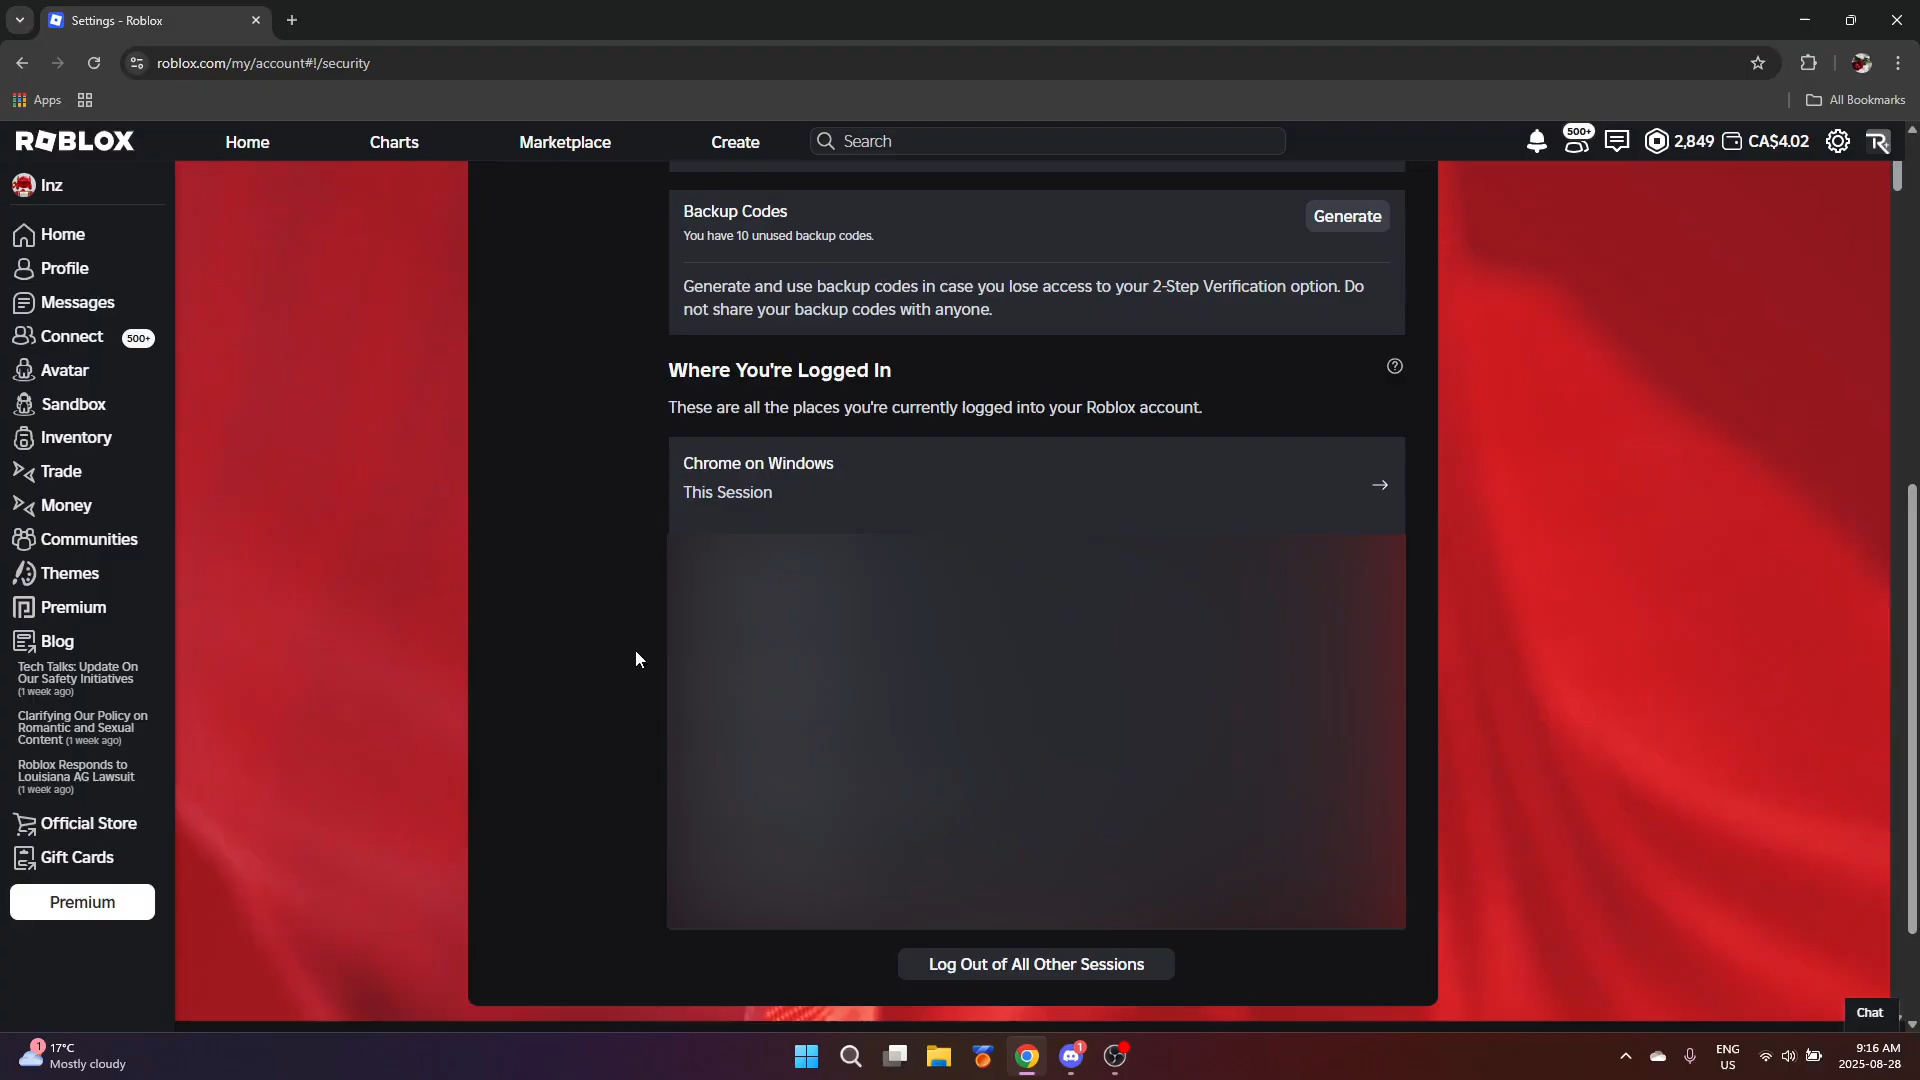 Settings - Roblox
roblox.com/my/account#!/security
Apps
All Bookmarks
ROBLOX
Home
Charts
Marketplace
Create
Search
500+
2,849
CA$4.02
Inz
Home
Profile
Messages
Connect
500+
Avatar
Sandbox
Inventory
Trade
Money
Communities
Themes
Premium
Blog
Tech Talks: Update On
Our Safety Initiatives
(1 week ago)
Clarifying Our Policy on
Romantic and Sexual
Content (1 week ago)
Roblox Responds to
Louisiana AG Lawsuit
(1 week ago)
Official Store
Gift Cards
Premium
Backup Codes
Generate
You have 10 unused backup codes.
Generate and use backup codes in case you lose access to your 2-Step Verification option. Do
not share your backup codes with anyone.
Where You're Logged In
These are all the places you're currently logged into your Roblox account.
Chrome on Windows
This Session
Log Out of All Other Sessions
Chat
1
17°C
Mostly cloudy
1
ENG
US
9:16 AM
2025-08-28